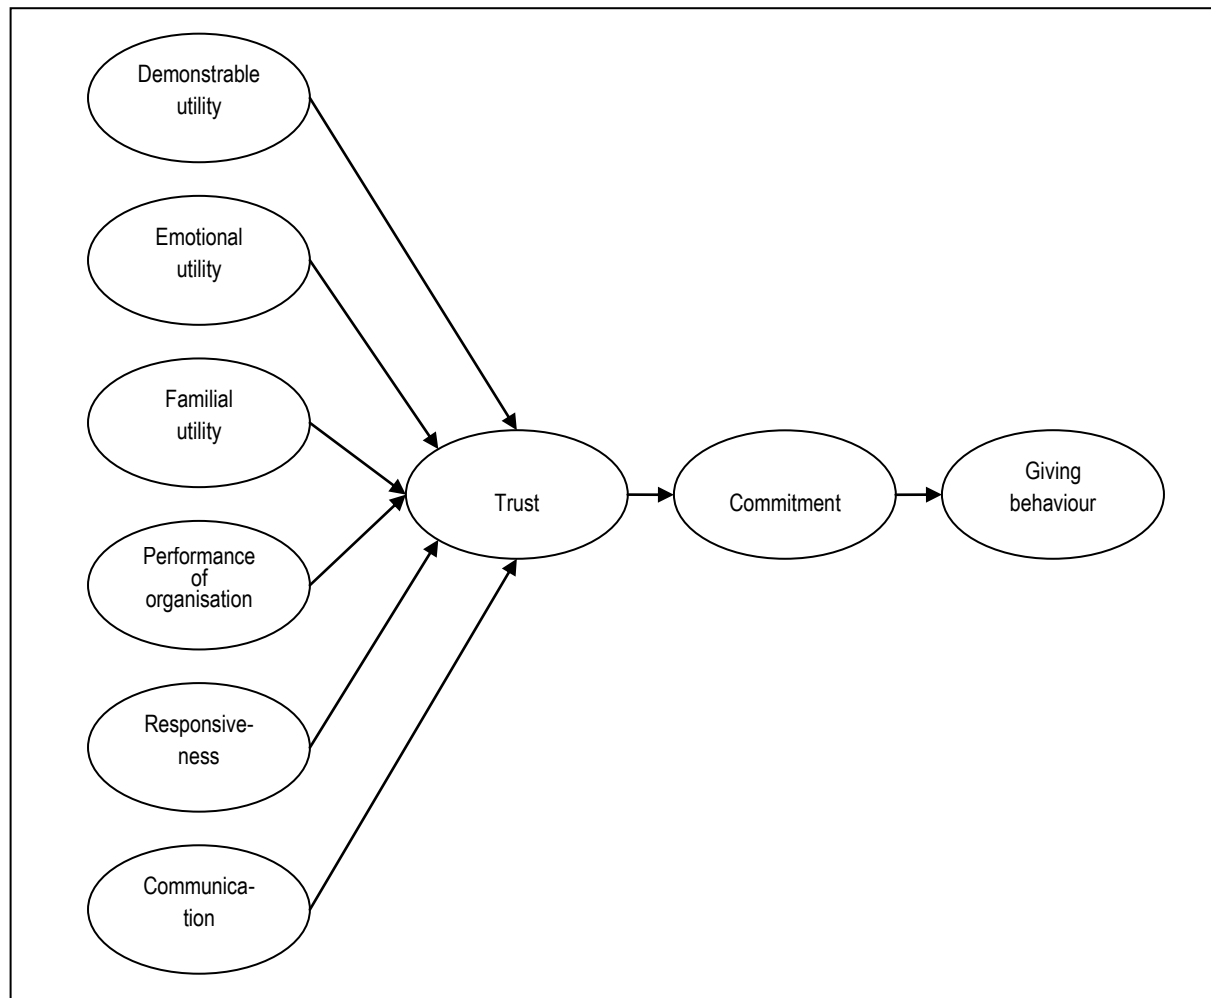 Demonstrable
utility
Emotional
utility
Familial
utility
Performance
of
organisation
Responsive-
ness
Communica-
tion
Trust
Commitment
Giving
behaviour